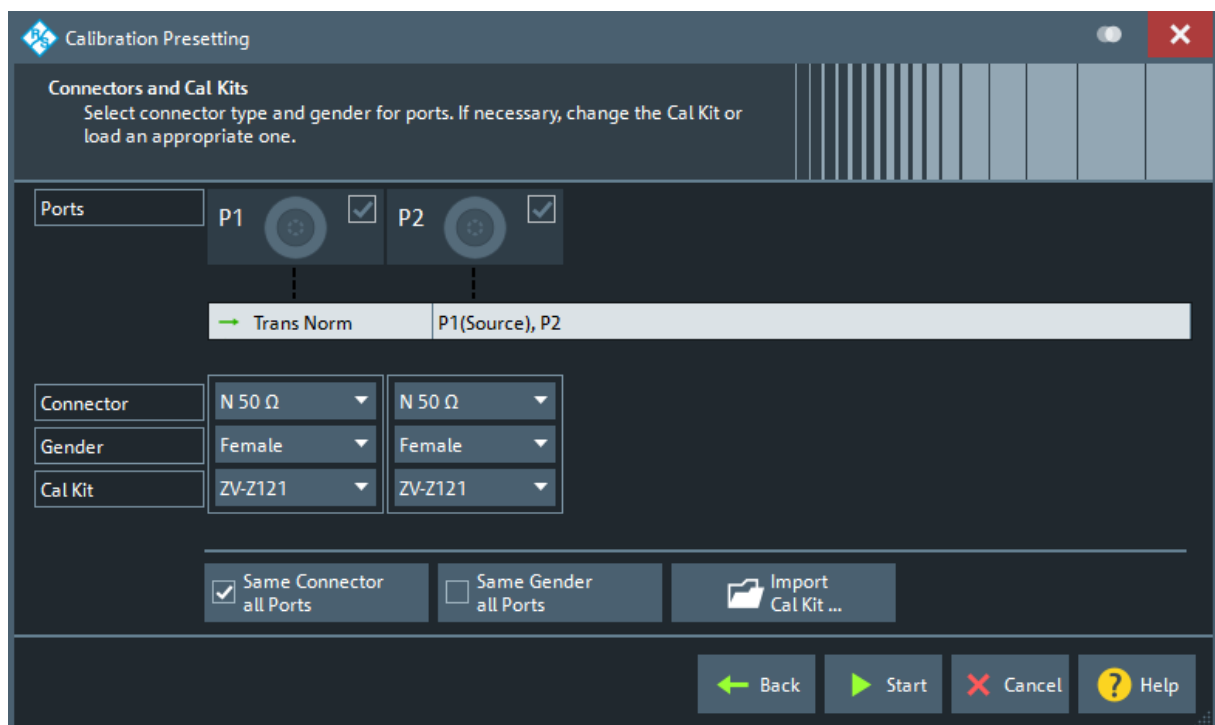 R&S Calibration Presetting
Connectors and Cal Kits
Select connector type and gender for ports. If necessary, change the Cal Kit or
load an appropriate one.
Ports
P1
P2
Trans Norm
P1(Source), P2
Connector
N 50 Ω
N 50 Ω
Gender
Female
Female
Cal Kit
ZV-Z121
ZV-Z121
Same Connector
all Ports
Same Gender
all Ports
Import
Cal Kit ...
Back
Start
Cancel
? Help